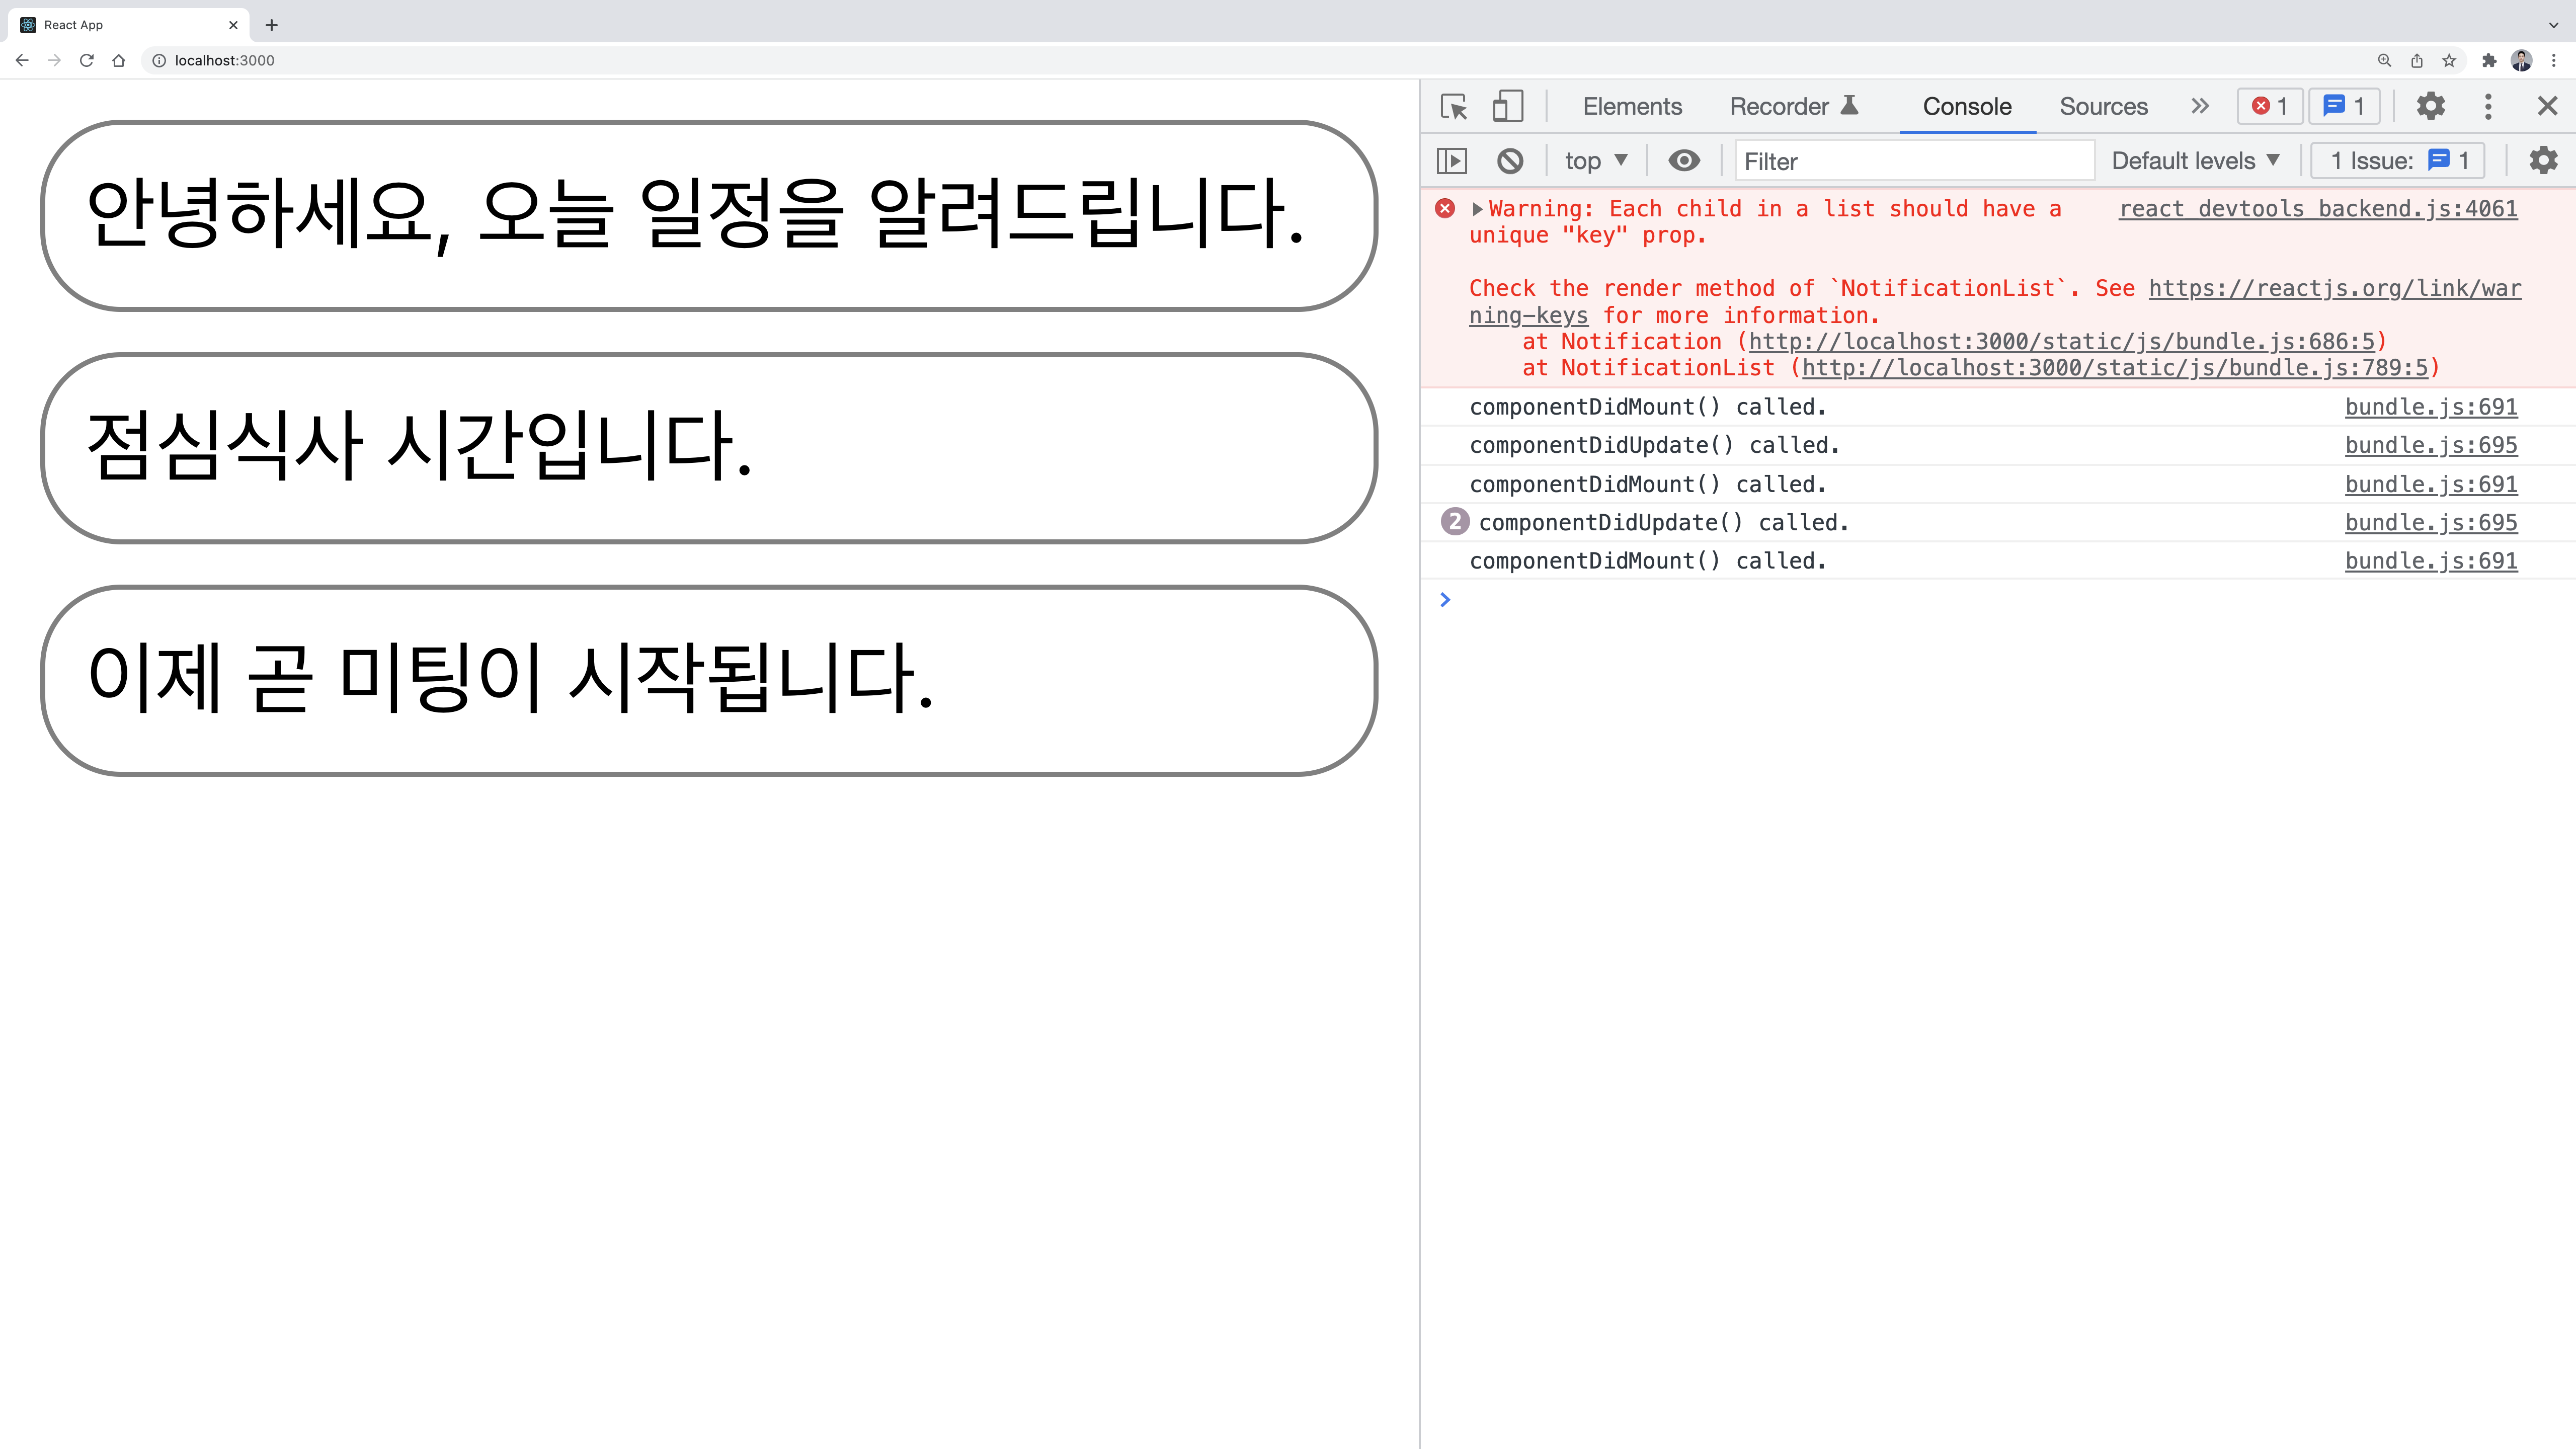 React App
localhost:3000
안녕하세요, 오늘 일정을 알려드립니다.
점심식사 시간입니다.
이제 곧 미팅이 시작됩니다.
Elements Recorder Console Sources 1 1
top Filter Default levels 1 Issue: 1
Warning: Each child in a list should have a react_devtools_backend.js:4061
unique "key" prop.
Check the render method of `NotificationList`. See https://reactjs.org/link/war
ning-keys for more information.
at Notification (http://localhost:3000/static/js/bundle.js:686:5)
at NotificationList (http://localhost:3000/static/js/bundle.js:789:5)
componentDidMount() called. bundle.js:691
componentDidUpdate() called. bundle.js:695
componentDidMount() called. bundle.js:691
2 componentDidUpdate() called. bundle.js:695
componentDidMount() called. bundle.js:691